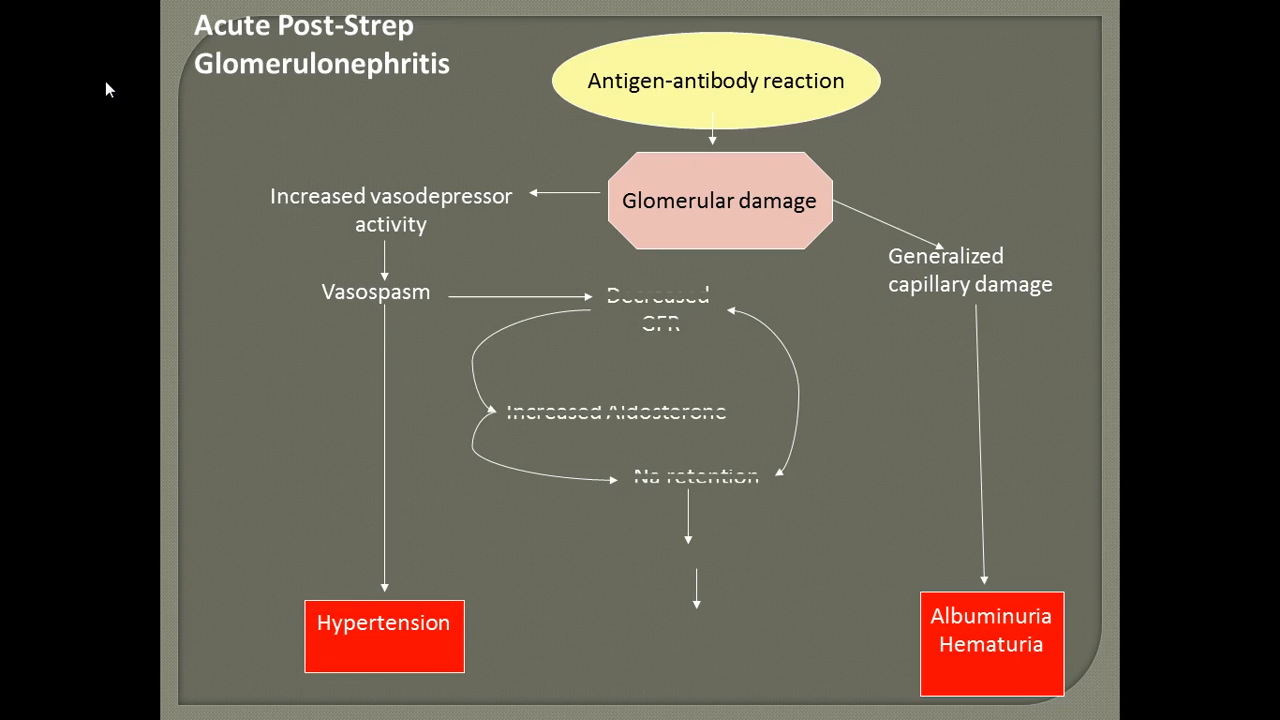 Acute Post-Strep
Glomerulonephritis
Antigen-antibody reaction
Glomerular damage
Increased vasodepressor
activity
Generalized
capillary damage
Vasospasm
Decreased
GFR
Increased Aldosterone
Na retention
Hypertension
Albuminuria
Hematuria